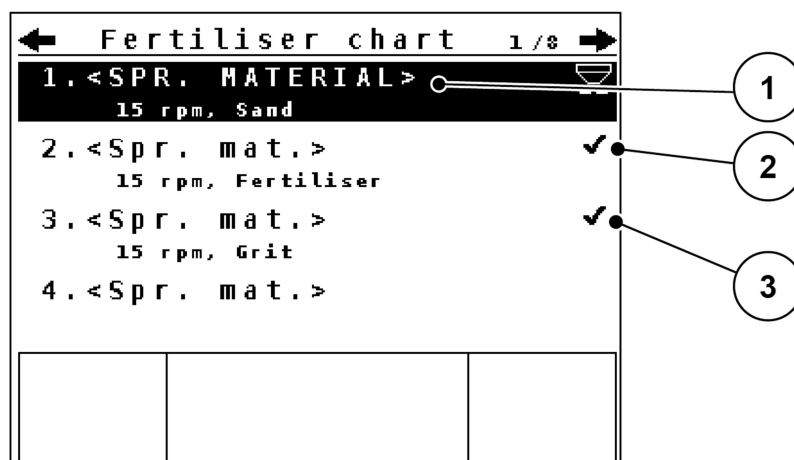 Fertiliser chart 1/8
1.<SPR. MATERIAL>
15 rpm, Sand
2.<Spr. mat.>
15 rpm, Fertiliser
3.<Spr. mat.>
15 rpm, Grit
4.<Spr. mat.>
1
2
3